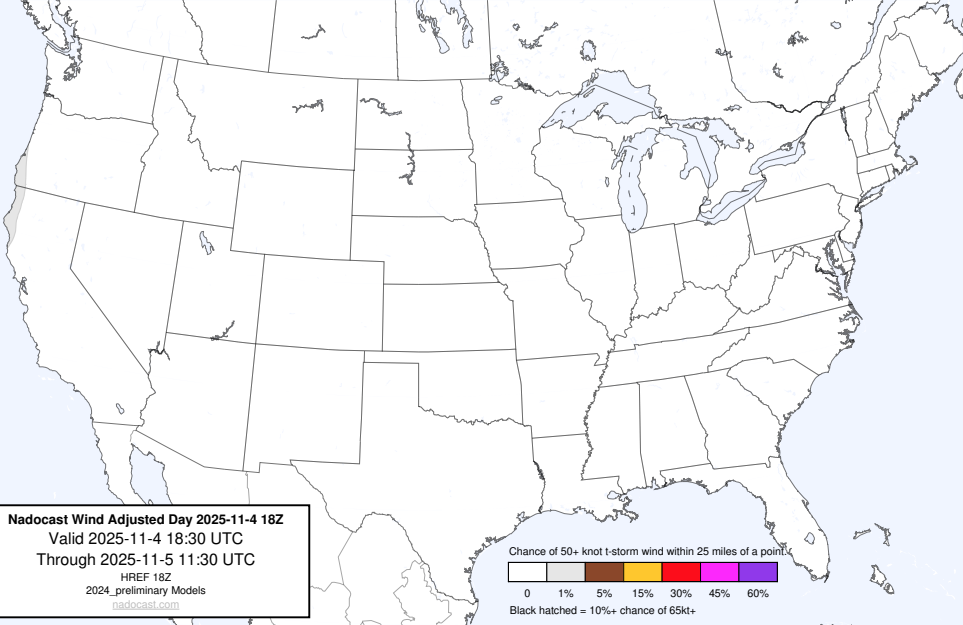 Nadocast Wind Adjusted Day 2025-11-4 18Z
Valid 2025-11-4 18:30 UTC
Through 2025-11-5 11:30 UTC
HREF 18Z
2024_preliminary Models
nadocast.com
Chance of 50+ knot t-storm wind within 25 miles of a point.
0 1% 5% 15% 30% 45% 60%
Black hatched = 10%+ chance of 65kt+